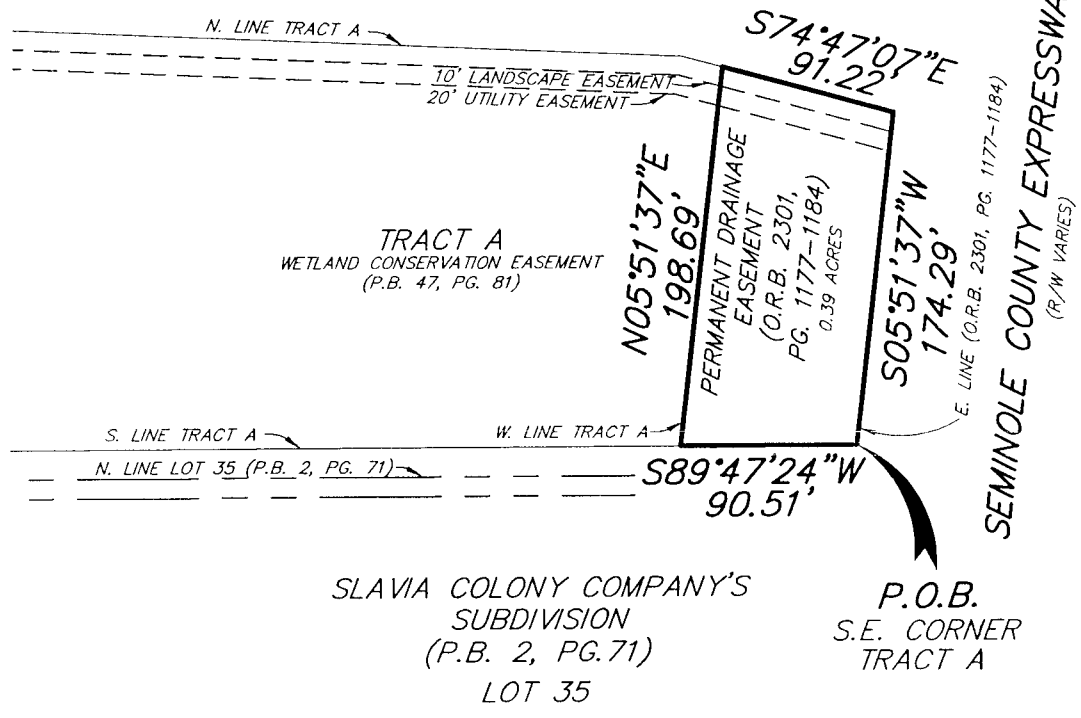 N. LINE TRACT A
S74°47'07"E
91.22'
10' LANDSCAPE EASEMENT
20' UTILITY EASEMENT
N05°51'37"E
198.69'
TRACT A
WETLAND CONSERVATION EASEMENT
(P.B. 47, PG. 81)
PERMANENT DRAINAGE
EASEMENT
(O.R.B. 2301,
PG. 1177-1184)
0.39 ACRES
S05°51'37"W
174.29'
E. LINE (O.R.B. 2301, PG. 1177-1184)
SEMINOLE COUNTY EXPRESSWA
(R/W VARIES)
S. LINE TRACT A
W. LINE TRACT A
N. LINE LOT 35 (P.B. 2, PG. 71)
S89°47'24"W
90.51'
SLAVIA COLONY COMPANY'S
SUBDIVISION
(P.B. 2, PG.71)
LOT 35
P.O.B.
S.E. CORNER
TRACT A